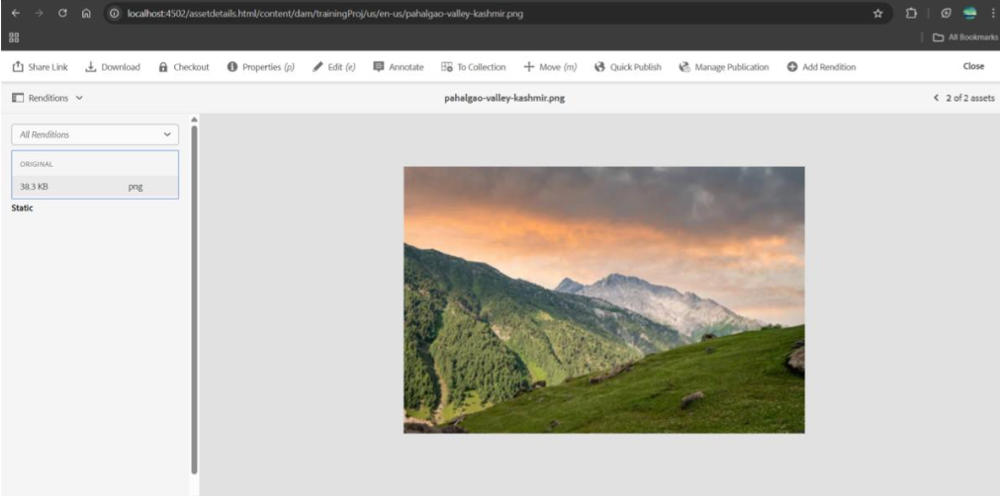 localhost:4502/assetdetails.html/content/dam/trainingProj/us/en-us/pahalgao-valley-kashmir.png
All Bookmarks
Share Link Download Checkout Properties (p) Edit (e) Annotate To Collection Move (m) Quick Publish Manage Publication Add Rendition Close
Renditions pahalgao-valley-kashmir.png 2 of 2 assets
All Renditions
ORIGINAL
38.3 KB png
Static